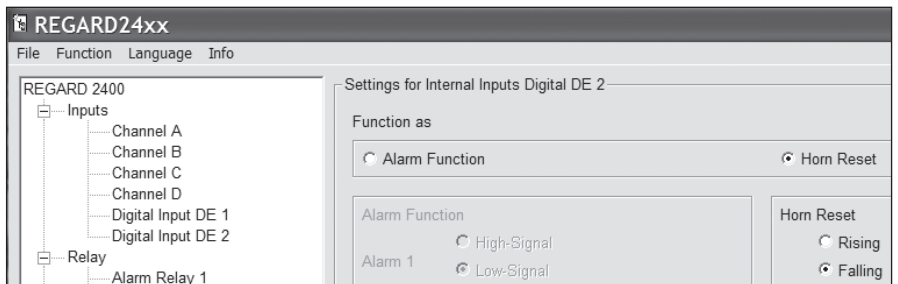 REGARD24xx
File Function Language Info
REGARD 2400
Inputs
Channel A
Channel B
Channel C
Channel D
Digital Input DE 1
Digital Input DE 2
Relay
Alarm Relay 1
Settings for Internal Inputs Digital DE 2
Function as
Alarm Function
Horn Reset
Alarm Function
High-Signal
Alarm 1
Low-Signal
Horn Reset
Rising
Falling